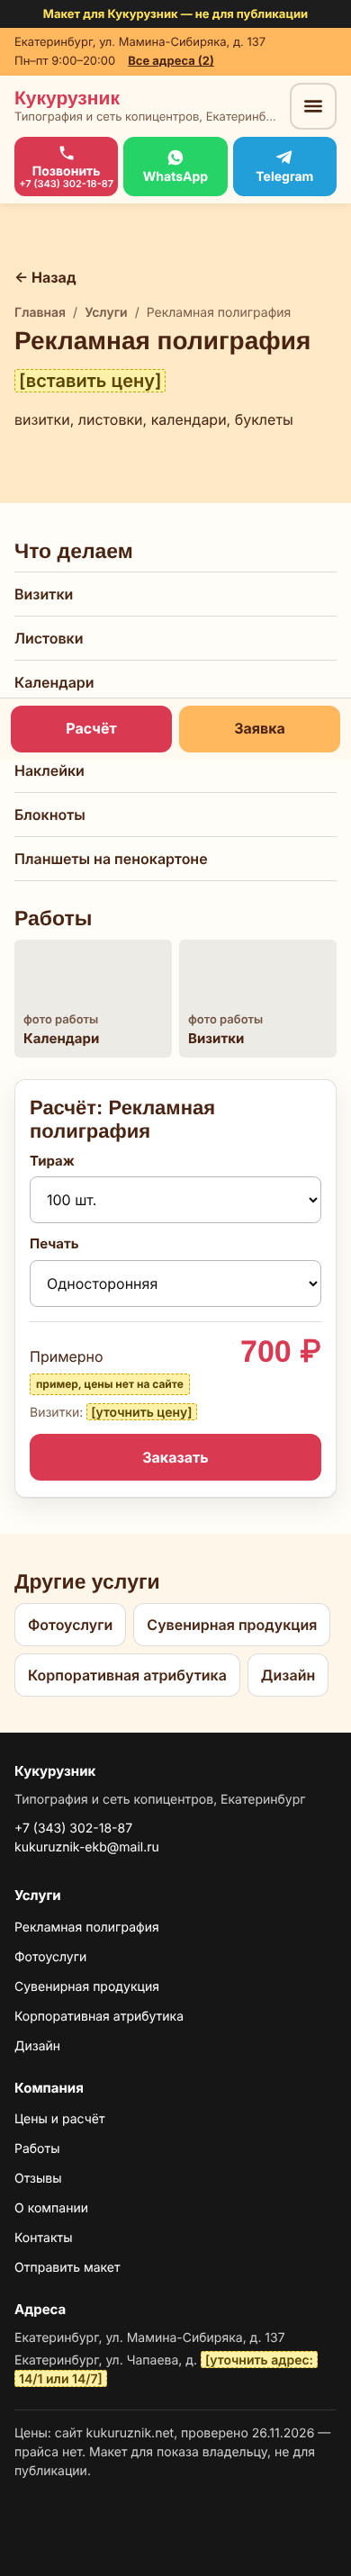 Макет для Кукурузник — не для публикации
Екатеринбург, ул. Мамина-Сибиряка, д. 137
Пн–пт 9:00–20:00 Все адреса (2)
Кукурузник
Типография и сеть копицентров, Екатеринб...
Позвонить
+7 (343) 302-18-87
WhatsApp
Telegram
← Назад
Главная / Услуги / Рекламная полиграфия
Рекламная полиграфия
[вставить цену]
визитки, листовки, календари, буклеты
Что делаем
Визитки
Листовки
Календари
Расчёт
Заявка
Наклейки
Блокноты
Планшеты на пенокартоне
Работы
фото работы
Календари
фото работы
Визитки
Расчёт: Рекламная
полиграфия
Тираж
100 шт.
Печать
Односторонняя
Примерно 700 ₽
пример, цены нет на сайте
Визитки: [уточнить цену]
Заказать
Другие услуги
Фотоуслуги
Сувенирная продукция
Корпоративная атрибутика
Дизайн
Кукурузник
Типография и сеть копицентров, Екатеринбург
+7 (343) 302-18-87
kukuruznik-ekb@mail.ru
Услуги
Рекламная полиграфия
Фотоуслуги
Сувенирная продукция
Корпоративная атрибутика
Дизайн
Компания
Цены и расчёт
Работы
Отзывы
О компании
Контакты
Отправить макет
Адреса
Екатеринбург, ул. Мамина-Сибиряка, д. 137
Екатеринбург, ул. Чапаева, д. [уточнить адрес:
14/1 или 14/7]
Цены: сайт kukuruznik.net, проверено 26.11.2026 —
прайса нет. Макет для показа владельцу, не для
публикации.